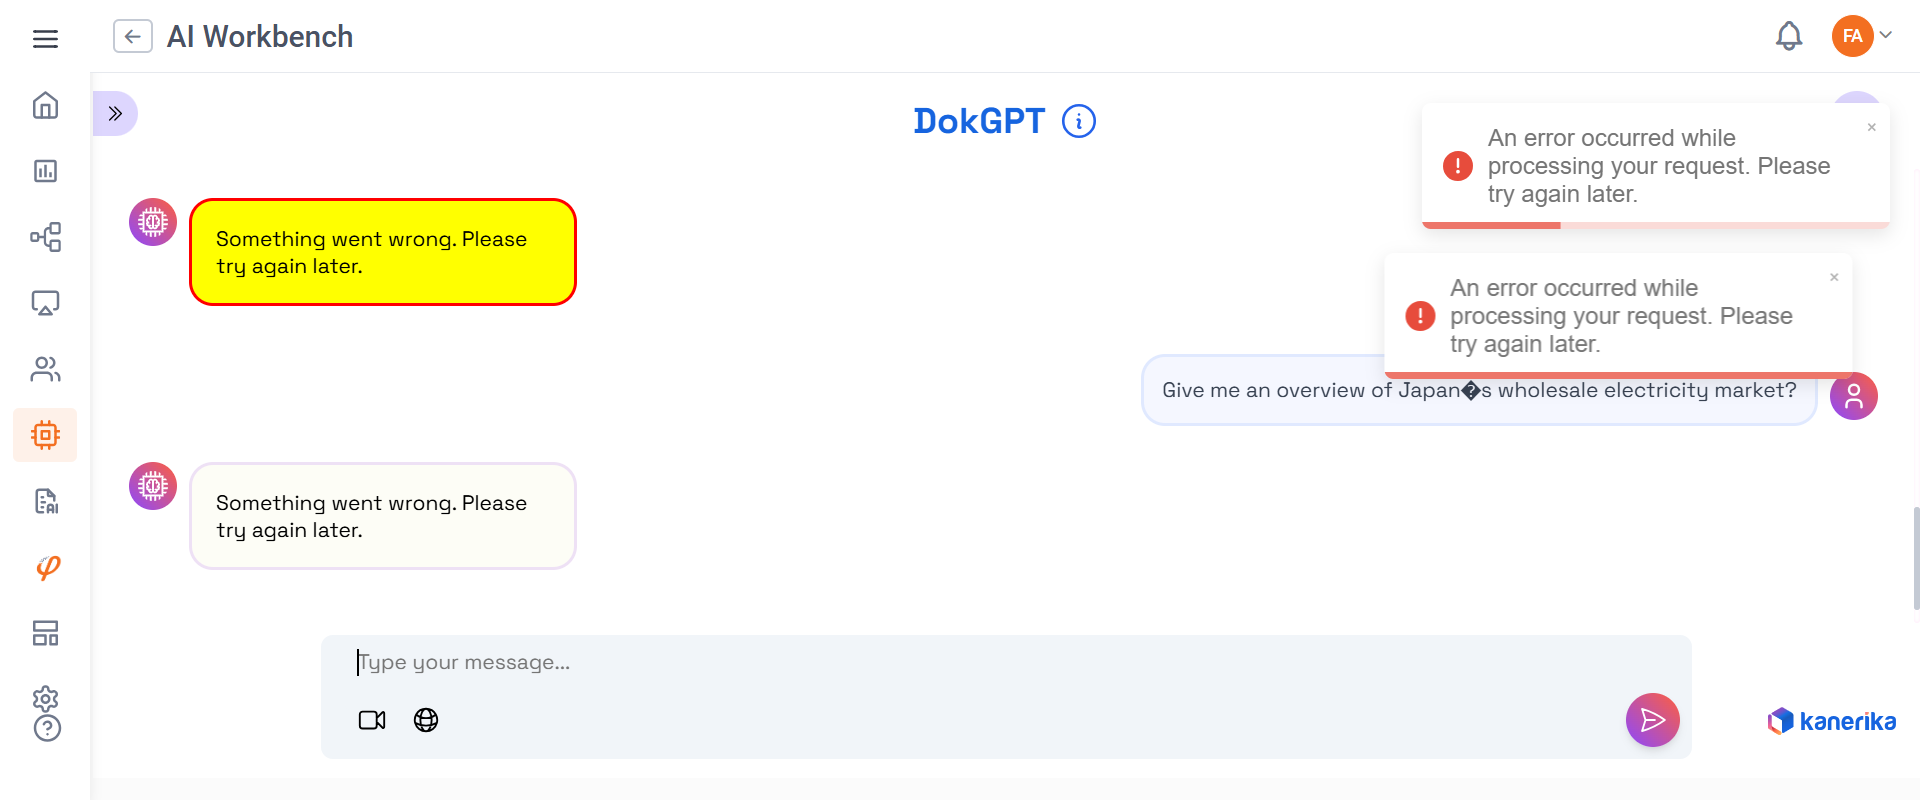 AI Workbench
FA
DokGPT
An error occurred while
processing your request. Please
try again later.
Something went wrong. Please
try again later.
An error occurred while
processing your request. Please
try again later.
Give me an overview of Japan�s wholesale electricity market?
Something went wrong. Please
try again later.
Type your message...
kanerika